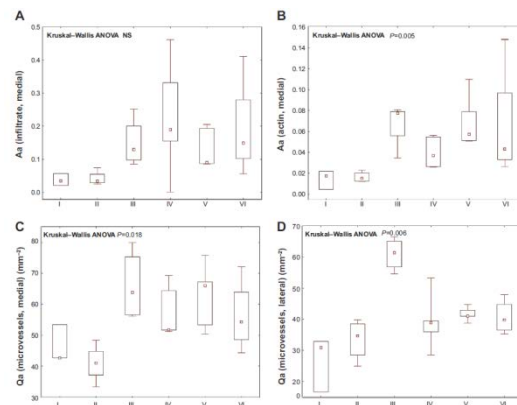 A
Kruskal–Wallis ANOVA NS
Aa (infiltrate, medial)
0.5
0.4
0.3
0.2
0.1
0.0
I II III IV V VI
B
Kruskal–Wallis ANOVA P=0.005
Aa (actin, medial)
0.16
0.14
0.12
0.10
0.08
0.06
0.04
0.02
0.00
I II III IV V VI
C
Kruskal–Wallis ANOVA P=0.018
Qa (microvessels, medial) (mm⁻²)
80
70
60
50
40
30
I II III IV V VI
D
Kruskal–Wallis ANOVA P=0.006
Qa (microvessels, lateral) (mm⁻²)
70
60
50
40
30
20
10
0
I II III IV V VI